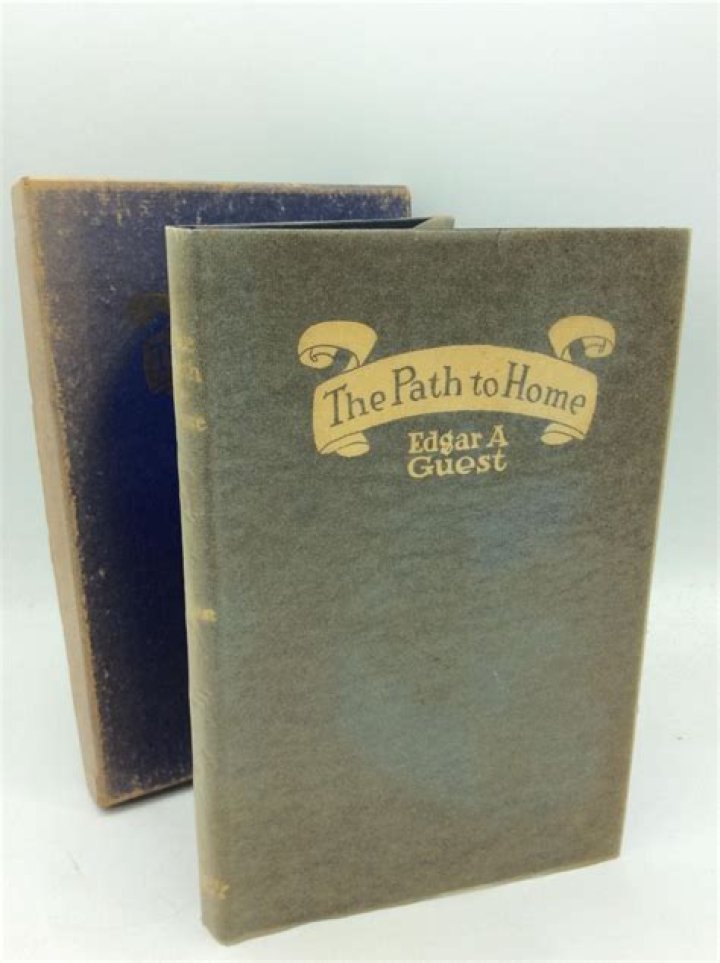 The Path to Home
Edgar A
Guest